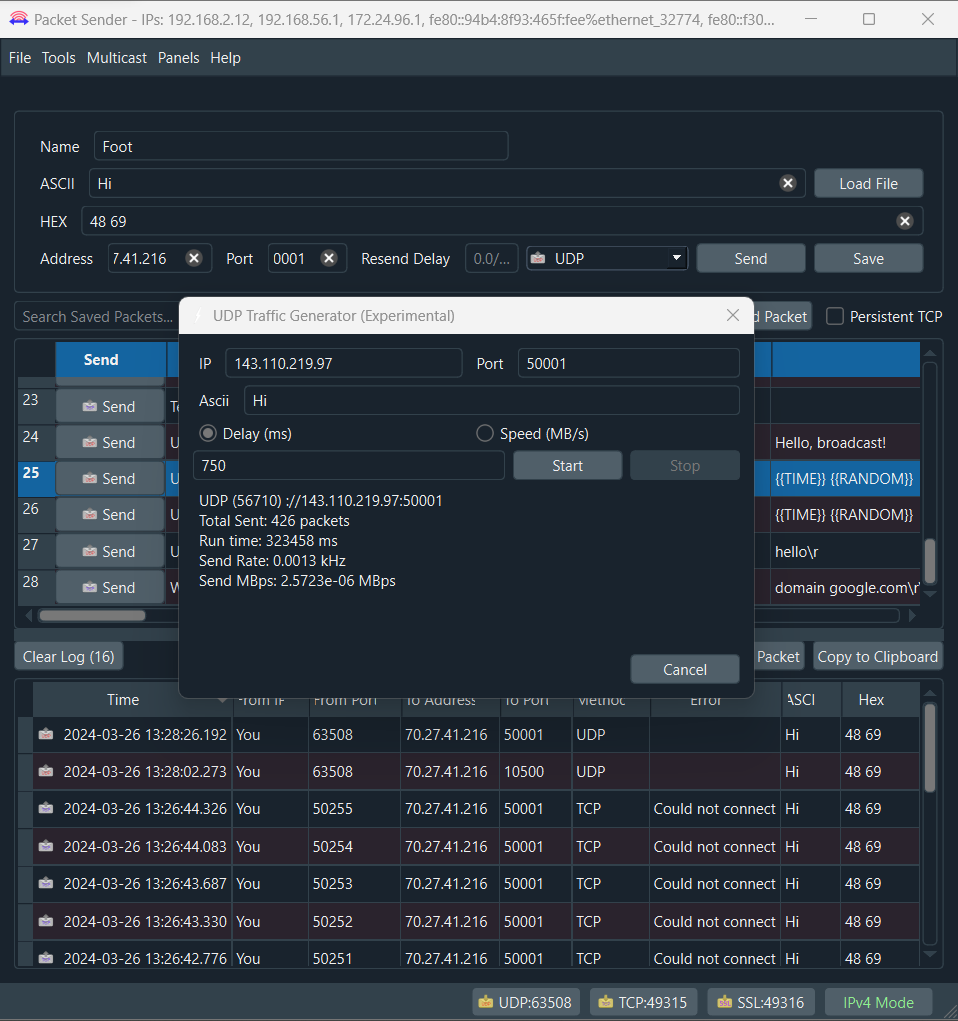 Packet Sender - IPs: 192.168.2.12, 192.168.56.1, 172.24.96.1, fe80::94b4:8f93:465f:fee%ethernet_32774, fe80::f30...
File Tools Multicast Panels Help
Name Foot
ASCII Hi Load File
HEX 48 69
Address 7.41.216 Port 0001 Resend Delay 0.0/... UDP Send Save
Search Saved Packets... d Packet Persistent TCP
UDP Traffic Generator (Experimental)
IP 143.110.219.97 Port 50001
Ascii Hi
Delay (ms) Speed (MB/s)
750 Start Stop
UDP (56710) ://143.110.219.97:50001
Total Sent: 426 packets
Run time: 323458 ms
Send Rate: 0.0013 kHz
Send MBps: 2.5723e-06 MBps
Cancel
Send
23 Send Te
24 Send U Hello, broadcast!
25 Send U {{TIME}} {{RANDOM}}
26 Send U {{TIME}} {{RANDOM}}
27 Send U hello\r
28 Send W domain google.com\r
Clear Log (16) Packet Copy to Clipboard
Time From IP From Port To Address To Port Method Error ASCI Hex
2024-03-26 13:28:26.192 You 63508 70.27.41.216 50001 UDP Hi 48 69
2024-03-26 13:28:02.273 You 63508 70.27.41.216 10500 UDP Hi 48 69
2024-03-26 13:26:44.326 You 50255 70.27.41.216 50001 TCP Could not connect Hi 48 69
2024-03-26 13:26:44.083 You 50254 70.27.41.216 50001 TCP Could not connect Hi 48 69
2024-03-26 13:26:43.687 You 50253 70.27.41.216 50001 TCP Could not connect Hi 48 69
2024-03-26 13:26:43.330 You 50252 70.27.41.216 50001 TCP Could not connect Hi 48 69
2024-03-26 13:26:42.776 You 50251 70.27.41.216 50001 TCP Could not connect Hi 48 69
UDP:63508 TCP:49315 SSL:49316 IPv4 Mode